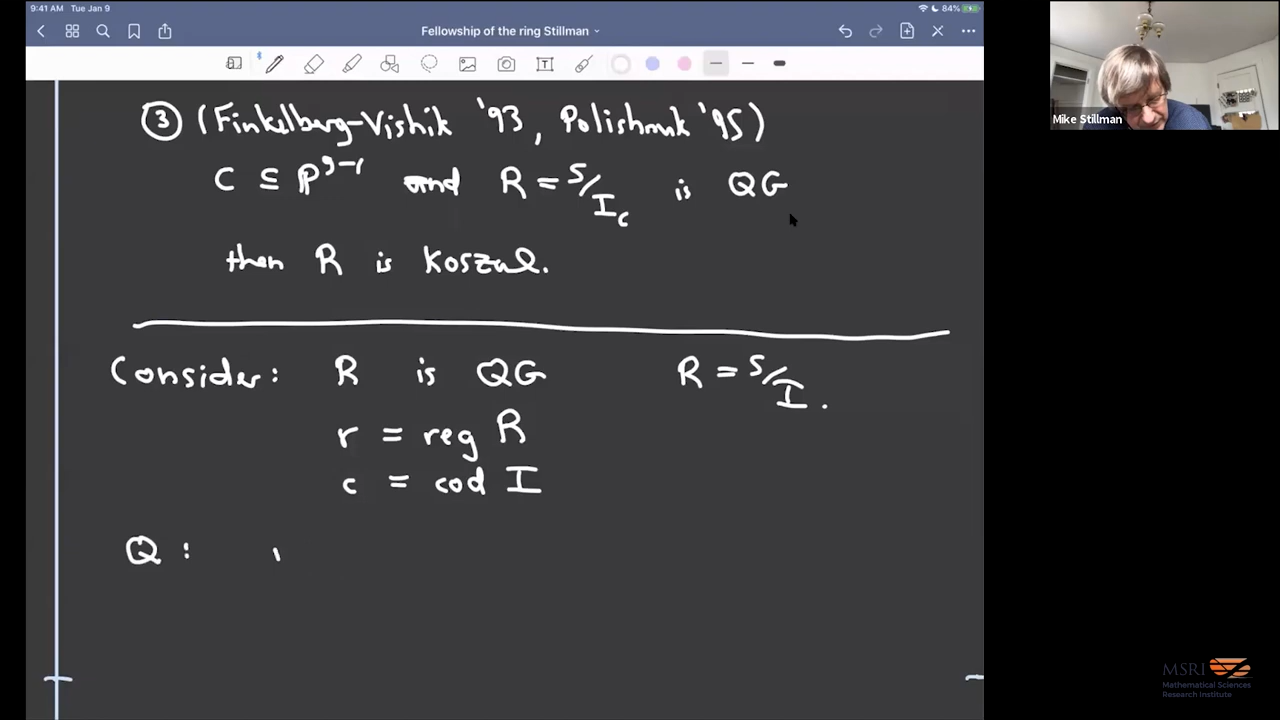 9:41 AM Tue Jan 9
84%
Fellowship of the ring Stillman
③ (Finkelberg-Vishik '93, Polishchuk '95)
C ⊆ P^{g-1} and R = S/I_C is QG
then R is Koszul.
Consider: R is QG R = S/I.
r = reg R
c = cod I
Q:
Mike Stillman
MSRI
Mathematical Sciences
Research Institute